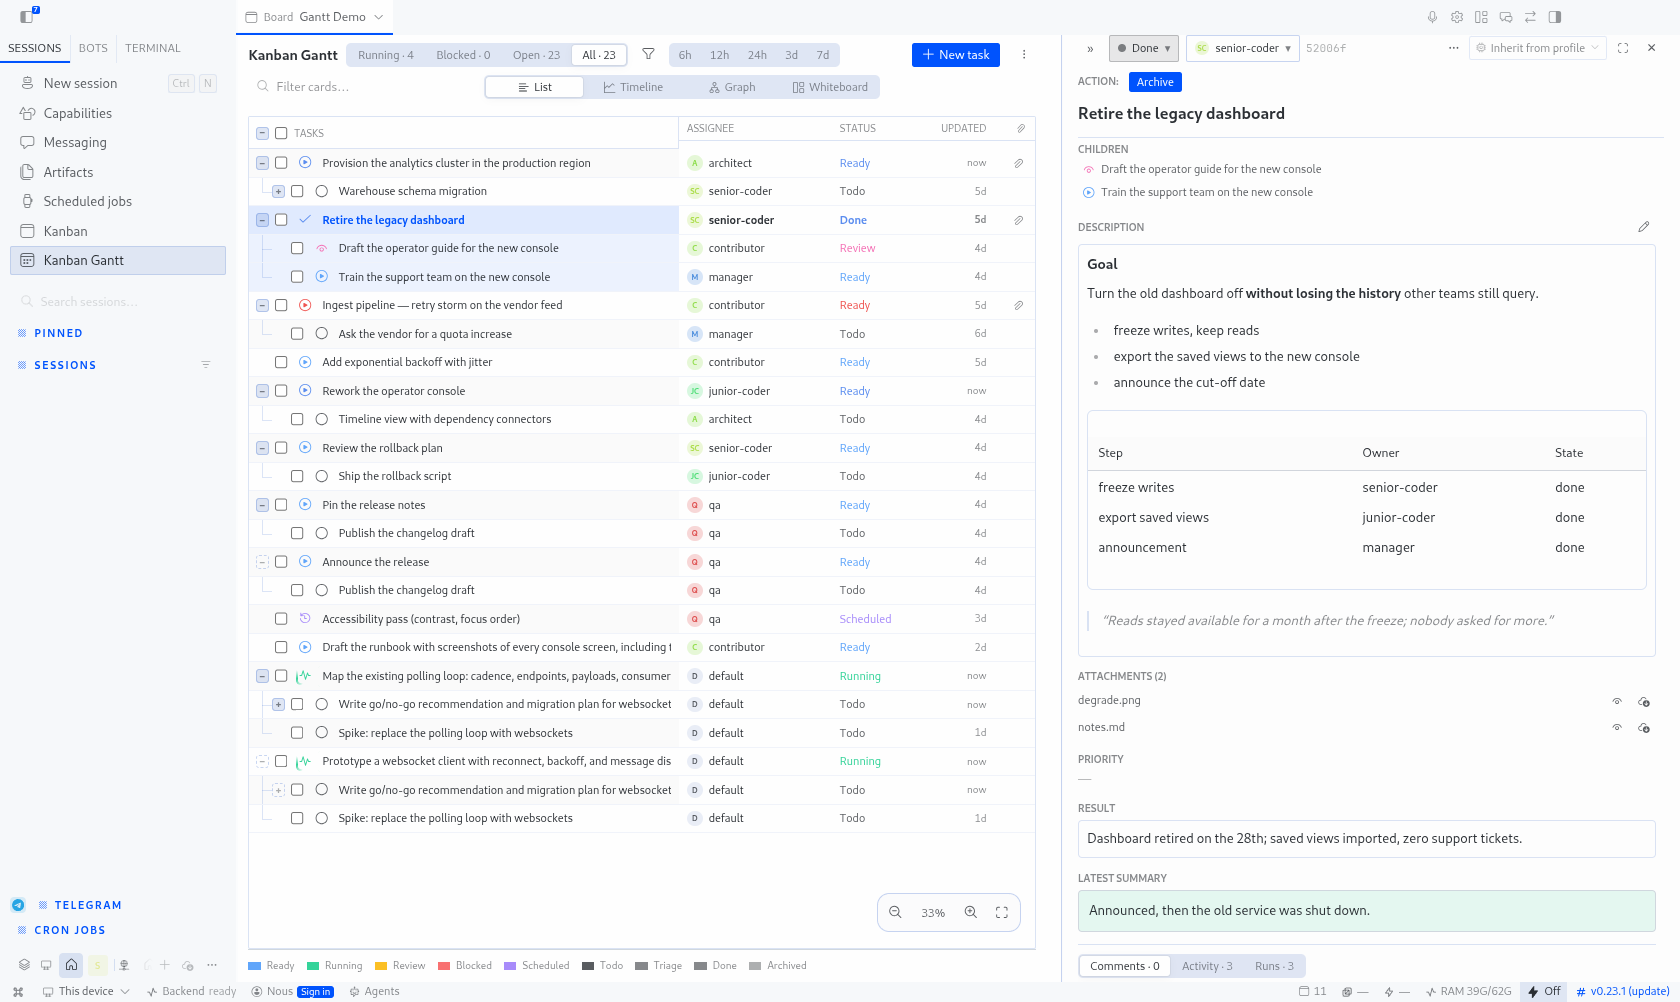 7
Board Gantt Demo
SESSIONS BOTS TERMINAL
New session Ctrl N
Capabilities
Messaging
Artifacts
Scheduled jobs
Kanban
Kanban Gantt
Search sessions...
PINNED
SESSIONS
TELEGRAM
CRON JOBS
S
Kanban Gantt
Running · 4 Blocked · 0 Open · 23 All · 23
6h 12h 24h 3d 7d
+ New task
Filter cards...
List Timeline Graph Whiteboard
TASKS ASSIGNEE STATUS UPDATED
Provision the analytics cluster in the production region A architect Ready now
Warehouse schema migration SC senior-coder Todo 5d
Retire the legacy dashboard SC senior-coder Done 5d
Draft the operator guide for the new console C contributor Review 4d
Train the support team on the new console M manager Ready 4d
Ingest pipeline — retry storm on the vendor feed C contributor Ready 5d
Ask the vendor for a quota increase M manager Todo 6d
Add exponential backoff with jitter C contributor Ready 5d
Rework the operator console JC junior-coder Ready now
Timeline view with dependency connectors A architect Todo 4d
Review the rollback plan SC senior-coder Ready 4d
Ship the rollback script JC junior-coder Todo 4d
Pin the release notes Q qa Ready 4d
Publish the changelog draft Q qa Todo 4d
Announce the release Q qa Ready 4d
Publish the changelog draft Q qa Todo 4d
Accessibility pass (contrast, focus order) Q qa Scheduled 3d
Draft the runbook with screenshots of every console screen, including C contributor Ready 2d
Map the existing polling loop: cadence, endpoints, payloads, consumer D default Running now
Write go/no-go recommendation and migration plan for websocket D default Todo now
Spike: replace the polling loop with websockets D default Todo 1d
Prototype a websocket client with reconnect, backoff, and message dis D default Running now
Write go/no-go recommendation and migration plan for websocket D default Todo now
Spike: replace the polling loop with websockets D default Todo 1d
33%
Ready Running Review Blocked Scheduled Todo Triage Done Archived
» Done ▾ SC senior-coder ▾ 52006f ··· Inherit from profile
ACTION: Archive
Retire the legacy dashboard
CHILDREN
Draft the operator guide for the new console
Train the support team on the new console
DESCRIPTION
Goal
Turn the old dashboard off without losing the history other teams still query.
• freeze writes, keep reads
• export the saved views to the new console
• announce the cut-off date
Step Owner State
freeze writes senior-coder done
export saved views junior-coder done
announcement manager done
“Reads stayed available for a month after the freeze; nobody asked for more.”
ATTACHMENTS (2)
degrade.png
notes.md
PRIORITY
—
RESULT
Dashboard retired on the 28th; saved views imported, zero support tickets.
LATEST SUMMARY
Announced, then the old service was shut down.
Comments · 0 Activity · 3 Runs · 3
This device Backend ready Nous Sign in Agents
11 — — RAM 39G/62G Off # v0.23.1 (update)